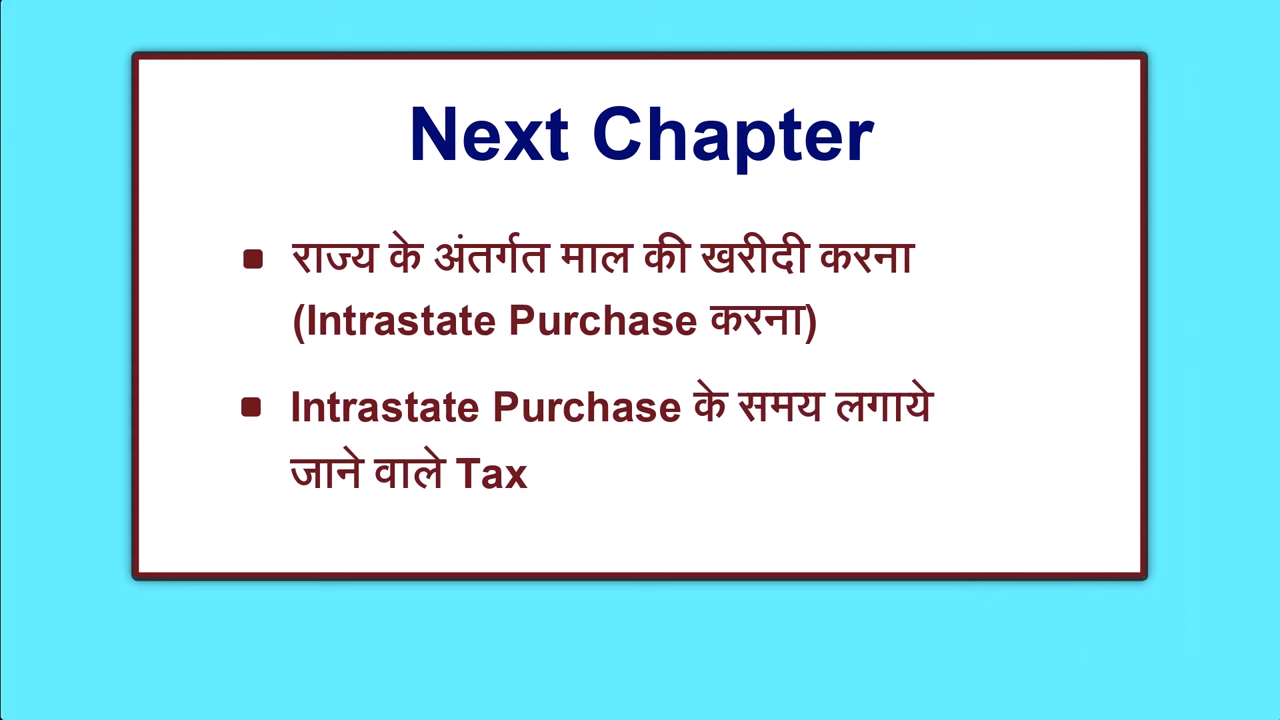 Next Chapter
राज्य के अंतर्गत माल की खरीदी करना
(Intrastate Purchase करना)
Intrastate Purchase के समय लगाये
जाने वाले Tax